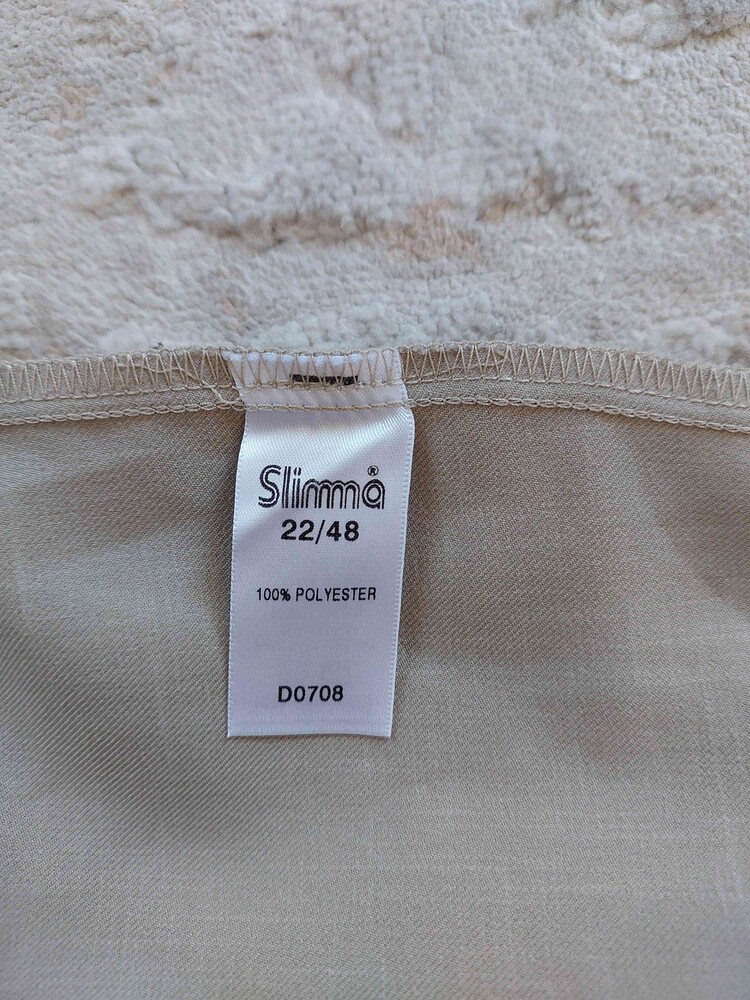 Slimma®
22/48
100% POLYESTER
D0708